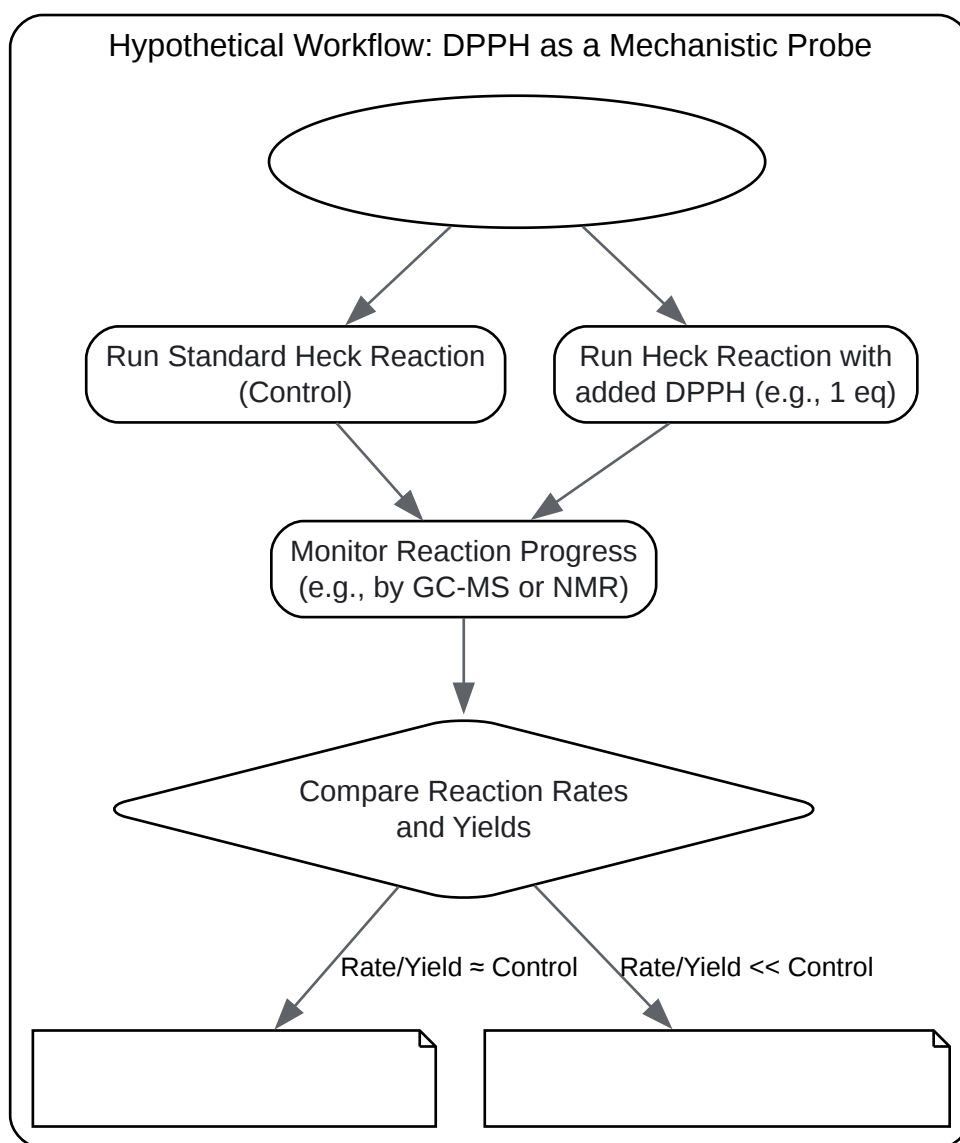 Hypothetical Workflow: DPPH as a Mechanistic Probe
Run Standard Heck Reaction
(Control)
Run Heck Reaction with
added DPPH (e.g., 1 eq)
Monitor Reaction Progress
(e.g., by GC-MS or NMR)
Compare Reaction Rates
and Yields
Rate/Yield ≈ Control
Rate/Yield << Control